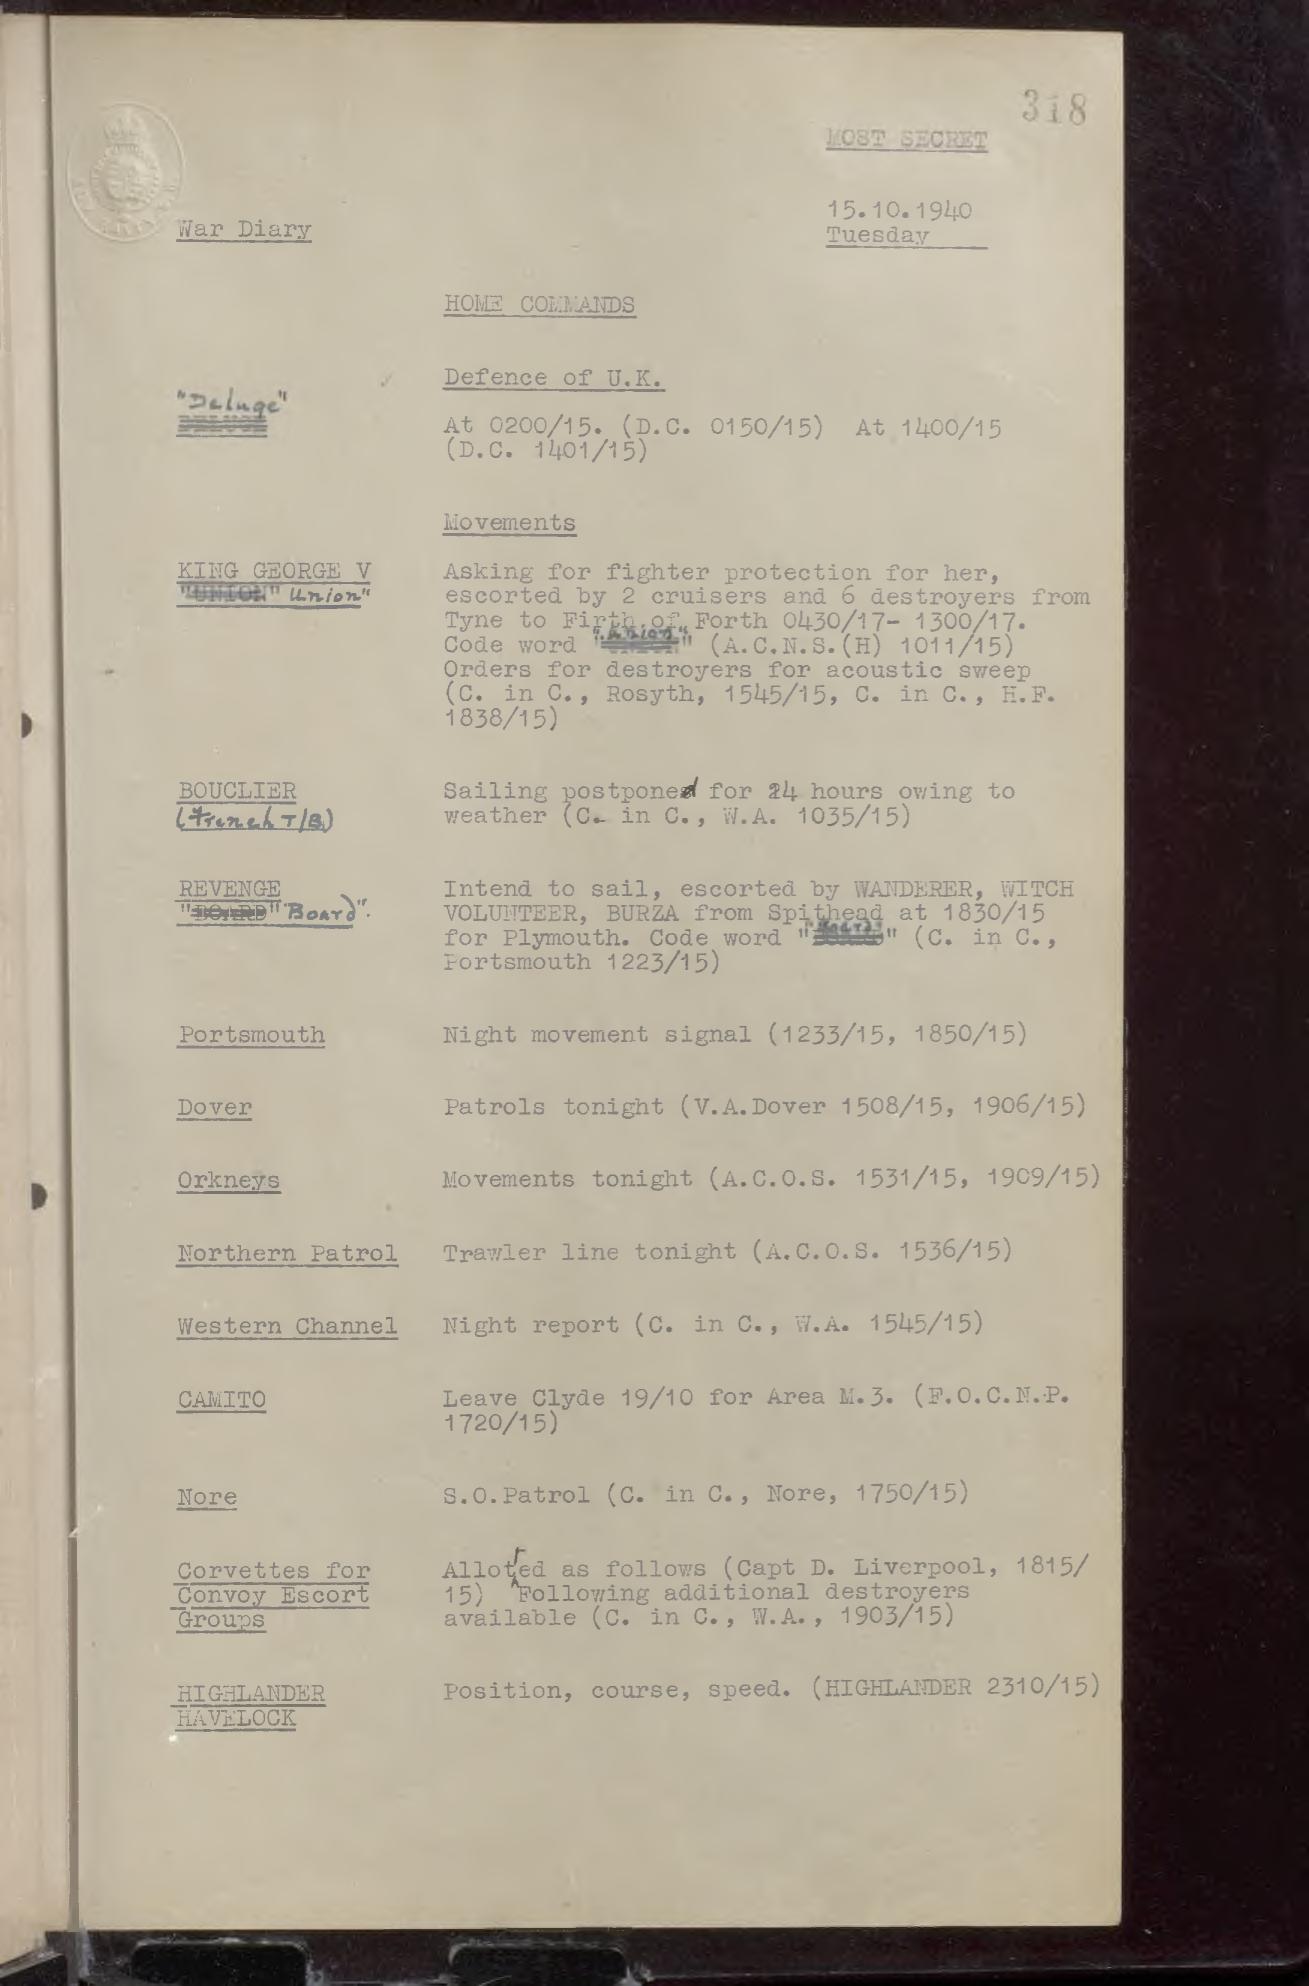 318
MOST SECRET
15.10.1940
War Diary
Tuesday
HOME COMMANDS
Defence of U.K.
"Deluge"
At 0200/15. (D.C. 0150/15) At 1400/15
(D.C. 1401/15)
Movements
KING GEORGE V
"UNION" Union"
Asking for fighter protection for her,
escorted by 2 cruisers and 6 destroyers from
Tyne to Firth of Forth 0430/17- 1300/17.
Code word "Union" (A.C.N.S.(H) 1011/15)
Orders for destroyers for acoustic sweep
(C. in C., Rosyth, 1545/15, C. in C., H.F.
1838/15)
BOUCLIER
(French T/B)
Sailing postponed for 24 hours owing to
weather (C. in C., W.A. 1035/15)
REVENGE
"BOARD" "Board".
Intend to sail, escorted by WANDERER, WITCH
VOLUNTEER, BURZA from Spithead at 1830/15
for Plymouth. Code word "Board" (C. in C.,
Portsmouth 1223/15)
Portsmouth
Night movement signal (1233/15, 1850/15)
Dover
Patrols tonight (V.A.Dover 1508/15, 1906/15)
Orkneys
Movements tonight (A.C.O.S. 1531/15, 1909/15)
Northern Patrol
Trawler line tonight (A.C.O.S. 1536/15)
Western Channel
Night report (C. in C., W.A. 1545/15)
CAMITO
Leave Clyde 19/10 for Area M.3. (F.O.C.N.P.
1720/15)
Nore
S.O.Patrol (C. in C., Nore, 1750/15)
Corvettes for
Convoy Escort
Groups
Allotted as follows (Capt D. Liverpool, 1815/
15) Following additional destroyers
available (C. in C., W.A., 1903/15)
HIGHLANDER
HAVELOCK
Position, course, speed. (HIGHLANDER 2310/15)